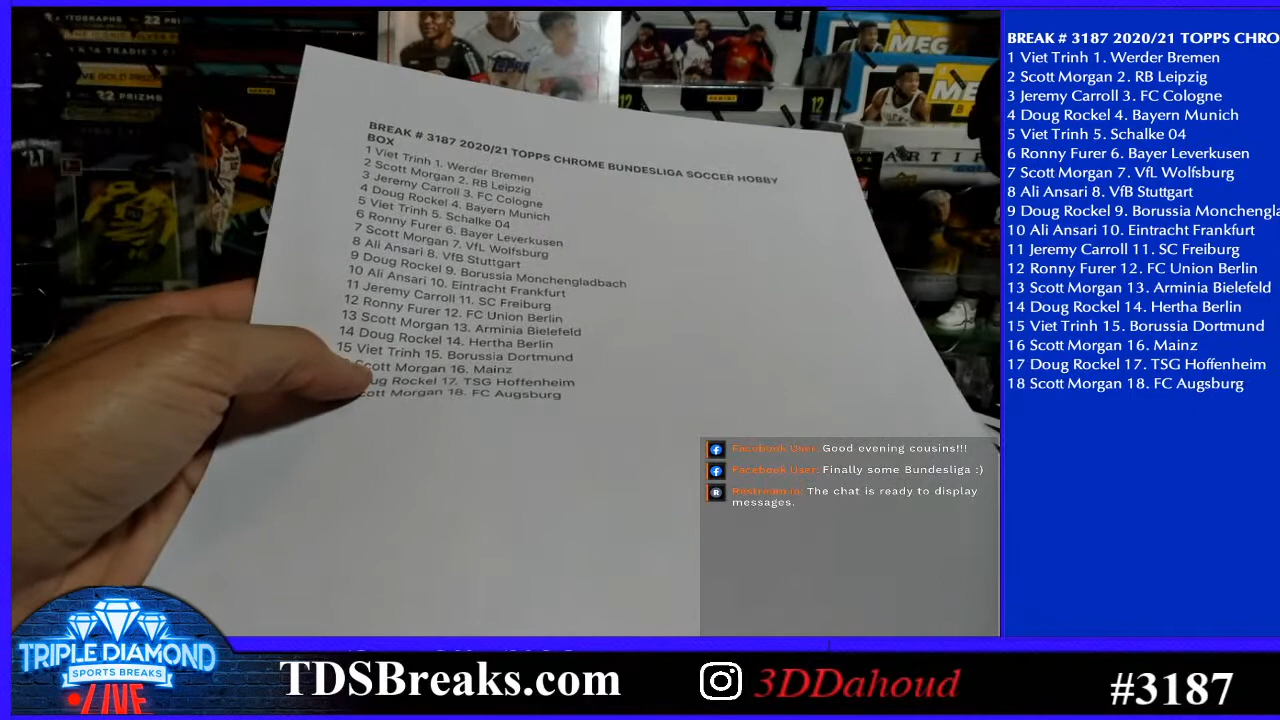 BREAK # 3187 2020/21 TOPPS CHROME BUNDESLIGA SOCCER HOBBY
BOX
1 Viet Trinh 1. Werder Bremen
2 Scott Morgan 2. RB Leipzig
3 Jeremy Carroll 3. FC Cologne
4 Doug Rockel 4. Bayern Munich
5 Viet Trinh 5. Schalke 04
6 Ronny Furer 6. Bayer Leverkusen
7 Scott Morgan 7. VfL Wolfsburg
8 Ali Ansari 8. VfB Stuttgart
9 Doug Rockel 9. Borussia Monchengladbach
10 Ali Ansari 10. Eintracht Frankfurt
11 Jeremy Carroll 11. SC Freiburg
12 Ronny Furer 12. FC Union Berlin
13 Scott Morgan 13. Arminia Bielefeld
14 Doug Rockel 14. Hertha Berlin
15 Viet Trinh 15. Borussia Dortmund
Scott Morgan 16. Mainz
Rockel 17. TSG Hoffenheim
Morgan 18. FC Augsburg
BREAK # 3187 2020/21 TOPPS CHRO
1 Viet Trinh 1. Werder Bremen
2 Scott Morgan 2. RB Leipzig
3 Jeremy Carroll 3. FC Cologne
4 Doug Rockel 4. Bayern Munich
5 Viet Trinh 5. Schalke 04
6 Ronny Furer 6. Bayer Leverkusen
7 Scott Morgan 7. VfL Wolfsburg
8 Ali Ansari 8. VfB Stuttgart
9 Doug Rockel 9. Borussia Monchengla
10 Ali Ansari 10. Eintracht Frankfurt
11 Jeremy Carroll 11. SC Freiburg
12 Ronny Furer 12. FC Union Berlin
13 Scott Morgan 13. Arminia Bielefeld
14 Doug Rockel 14. Hertha Berlin
15 Viet Trinh 15. Borussia Dortmund
16 Scott Morgan 16. Mainz
17 Doug Rockel 17. TSG Hoffenheim
18 Scott Morgan 18. FC Augsburg
22 PRIZMS
MEG
12
12
Facebook User: Good evening cousins!!!
Facebook User: Finally some Bundesliga :)
Restream.io: The chat is ready to display
messages.
TRIPLE DIAMOND
SPORTS BREAKS
LIVE
TDSBreaks.com
3DDahoud
#3187